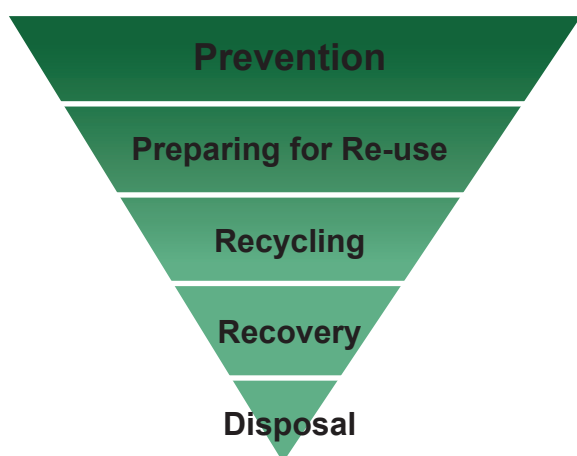 Prevention
Preparing for Re-use
Recycling
Recovery
Disposal